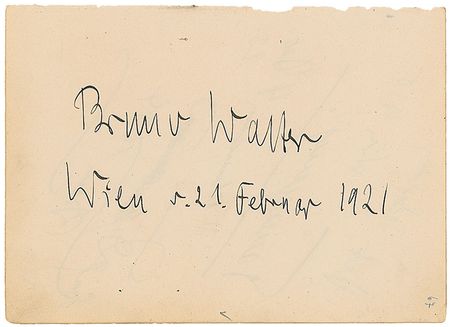 Bruno Walter
Wien d. 21. Februar 1921